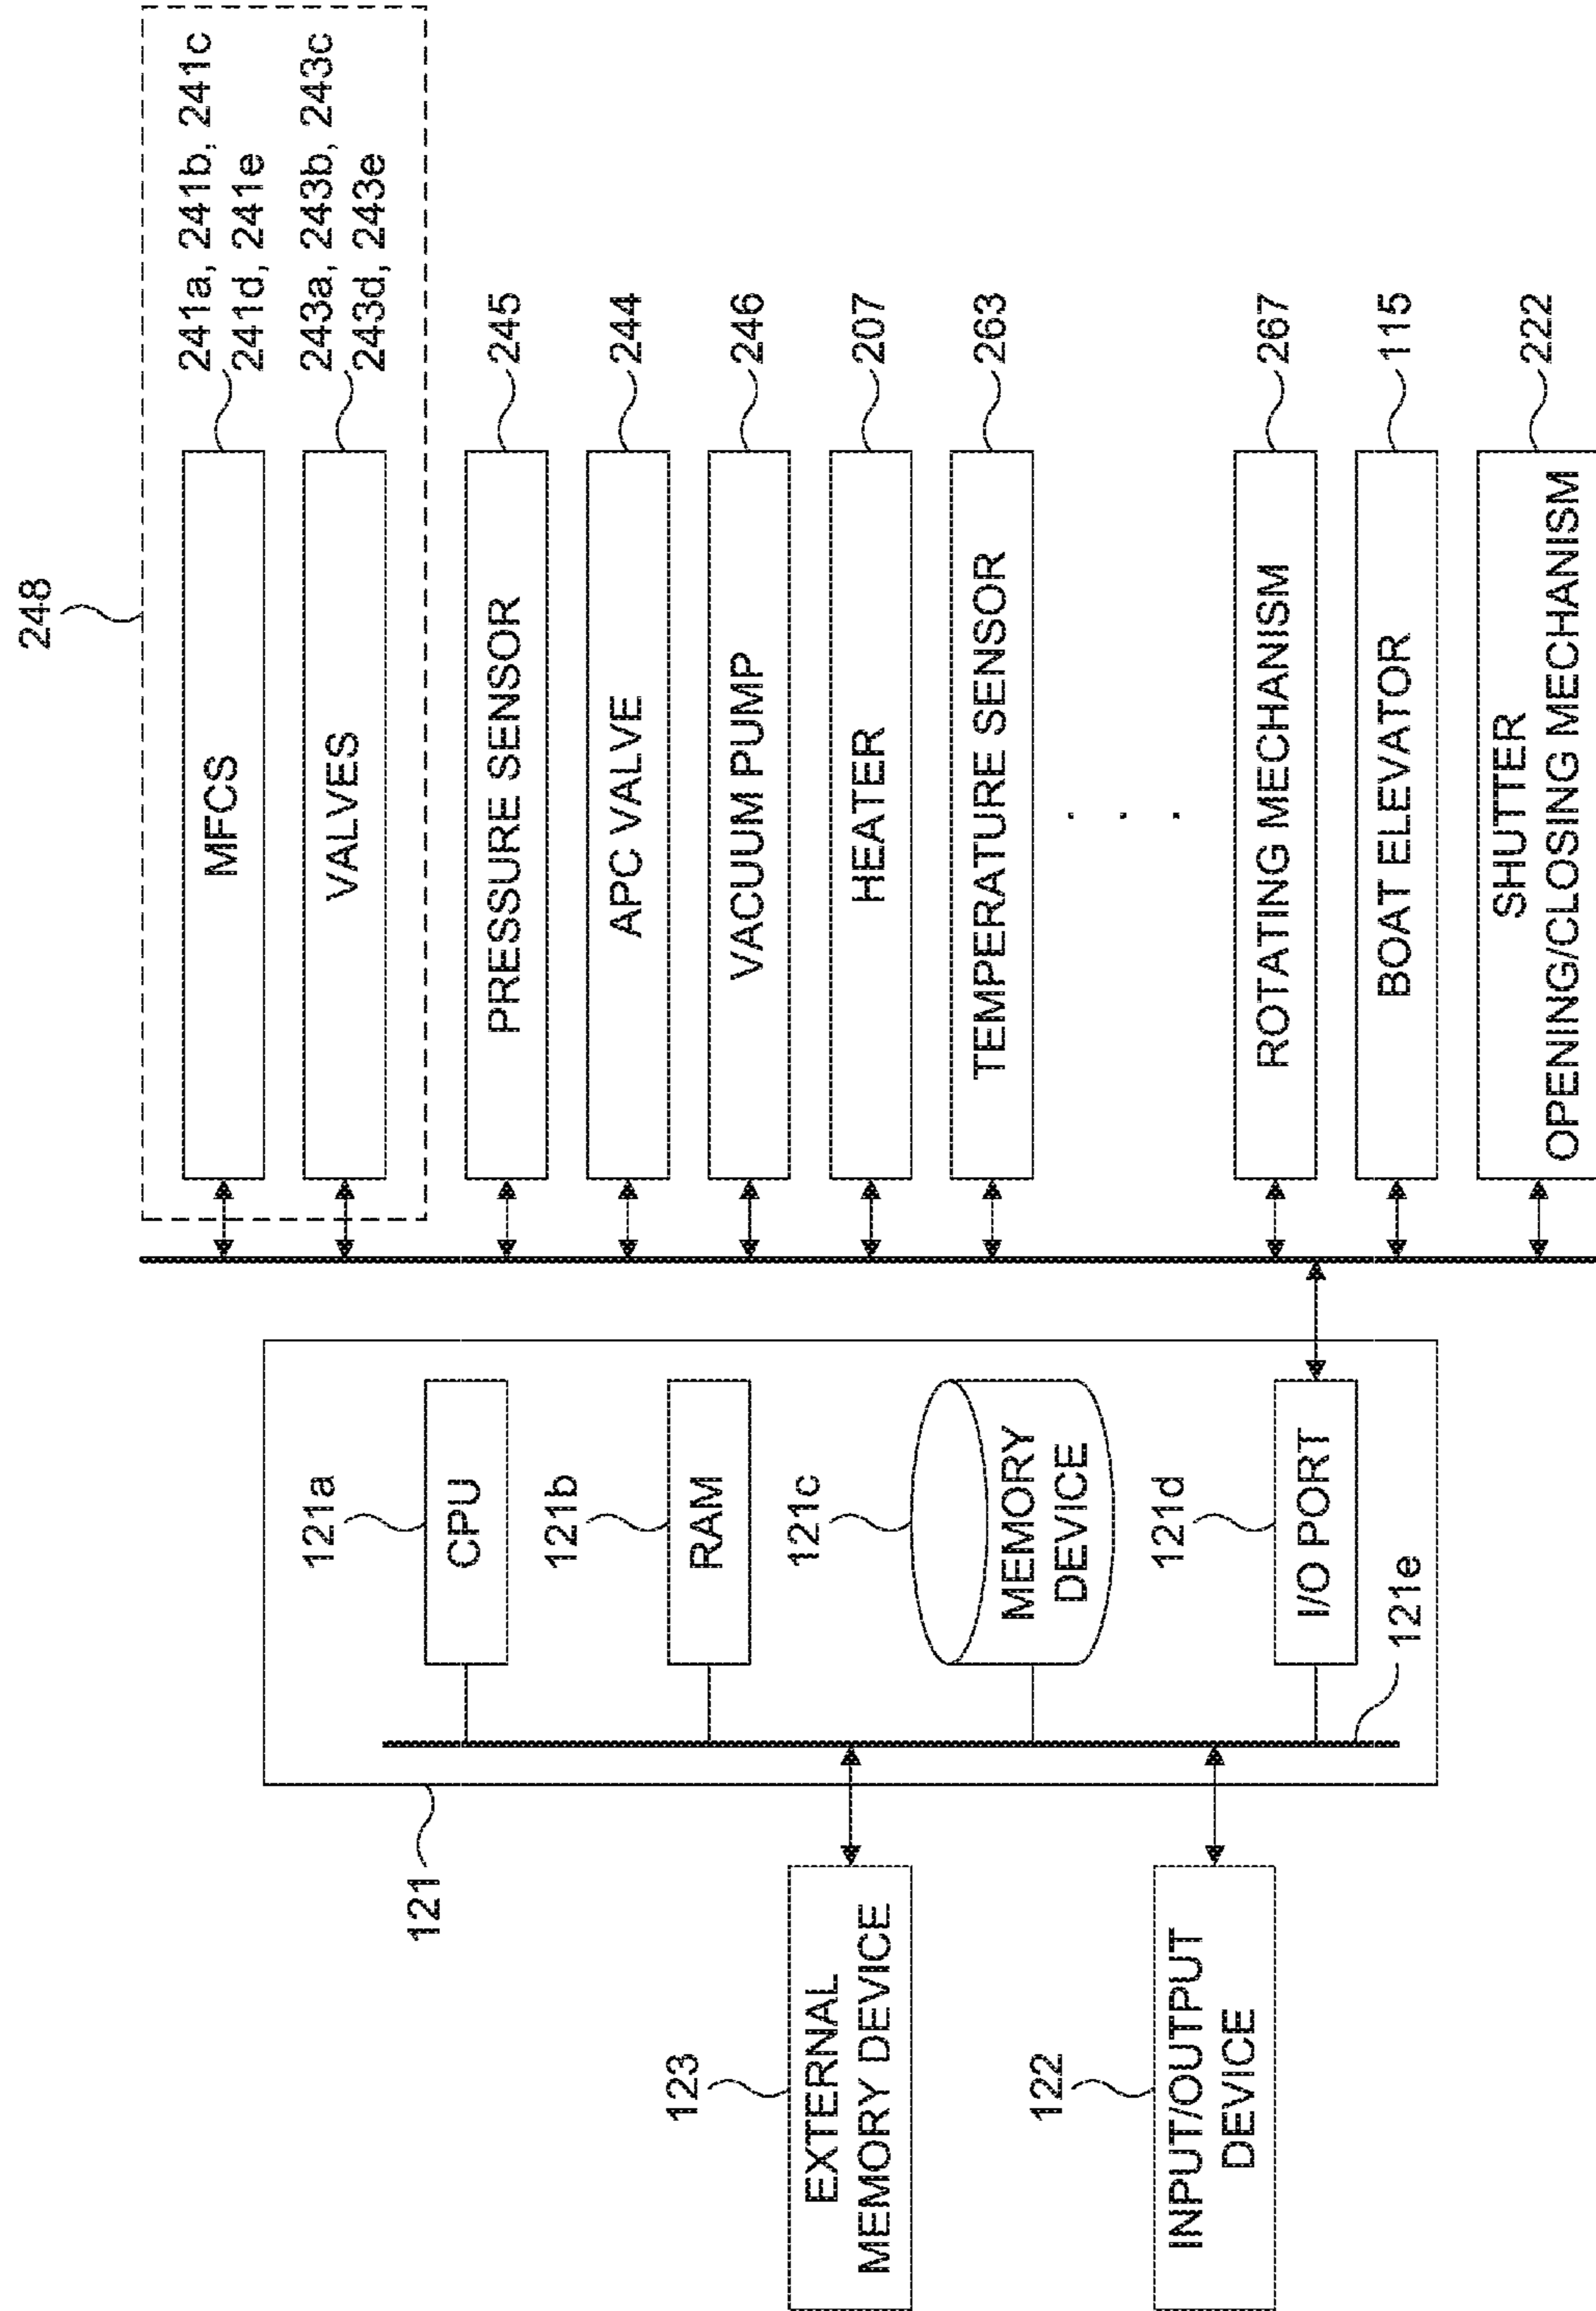 248
MFCS
241a, 241b, 241c
241d, 241e
VALVES
243a, 243b, 243c
243d, 243e
PRESSURE SENSOR
245
APC VALVE
244
VACUUM PUMP
246
HEATER
207
TEMPERATURE SENSOR
263
. . .
ROTATING MECHANISM
267
BOAT ELEVATOR
115
SHUTTER
OPENING/CLOSING MECHANISM
222
121
121a
CPU
121b
RAM
121c
MEMORY
DEVICE
121d
I/O PORT
121e
123
EXTERNAL
MEMORY DEVICE
122
INPUT/OUTPUT
DEVICE